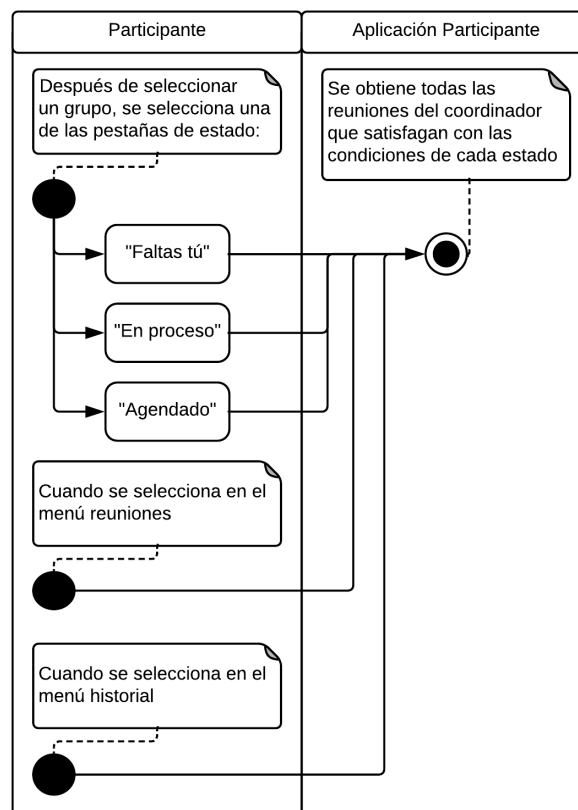 Participante
Aplicación Participante
Después de seleccionar
un grupo, se selecciona una
de las pestañas de estado:
Se obtiene todas las
reuniones del coordinador
que satisfagan con las
condiciones de cada estado
"Faltas tú"
"En proceso"
"Agendado"
Cuando se selecciona en el
menú reuniones
Cuando se selecciona en el
menú historial